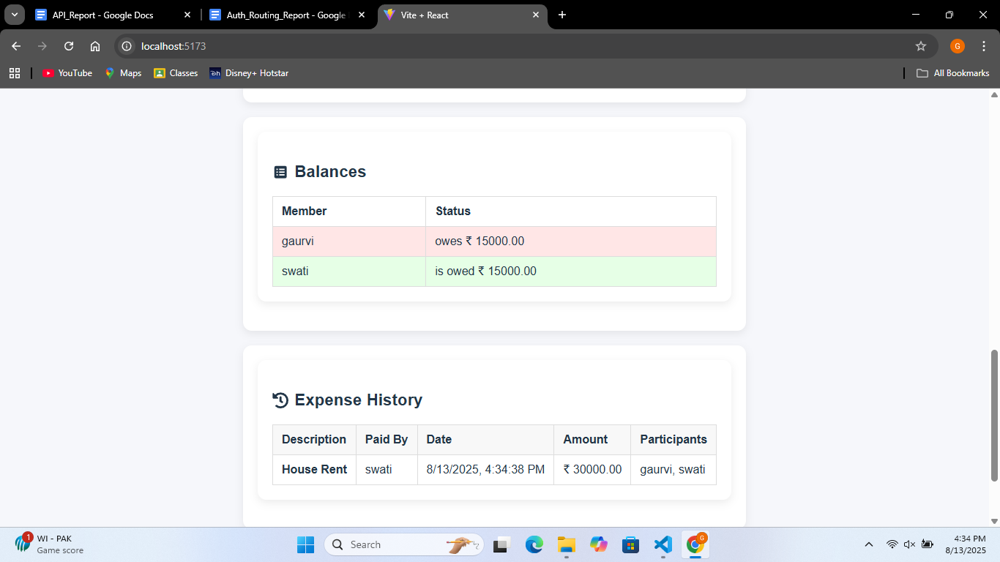 API_Report - Google Docs
Auth_Routing_Report - Google
Vite + React
localhost:5173
G
YouTube
Maps
Classes
Disney+ Hotstar
All Bookmarks
Balances
Member Status
gaurvi owes ₹ 15000.00
swati is owed ₹ 15000.00
Expense History
Description Paid By Date Amount Participants
House Rent swati 8/13/2025, 4:34:38 PM ₹ 30000.00 gaurvi, swati
1
WI - PAK
Game score
Search
G
4:34 PM
8/13/2025